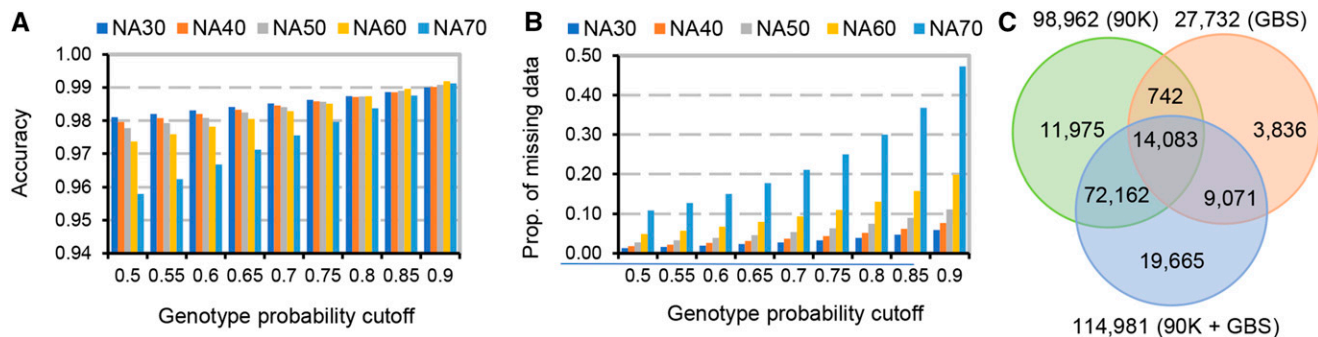 A
NA30 NA40 NA50 NA60 NA70
1.00
0.99
0.98
0.97
0.96
0.95
0.94
Accuracy
0.5 0.55 0.6 0.65 0.7 0.75 0.8 0.85 0.9
Genotype probability cutoff
B
NA30 NA40 NA50 NA60 NA70
0.50
0.40
0.30
0.20
0.10
0.00
Prop. of missing data
0.5 0.55 0.6 0.65 0.7 0.75 0.8 0.85 0.9
Genotype probability cutoff
C
98,962 (90K) 27,732 (GBS)
742
11,975 14,083 3,836
72,162 9,071
19,665
114,981 (90K + GBS)